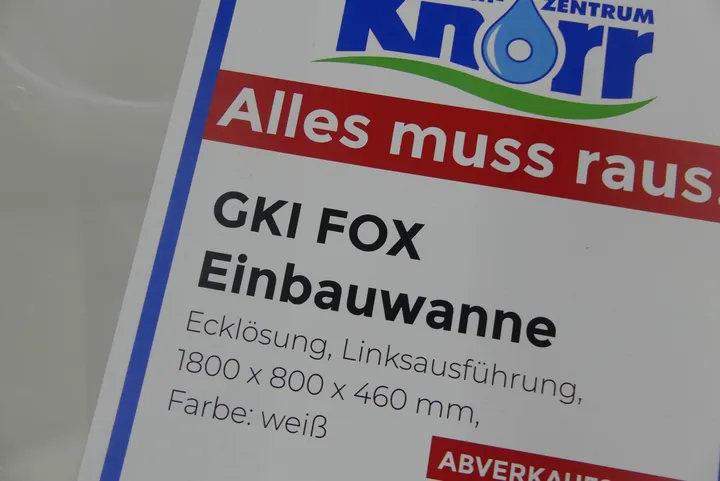 ZENTRUM
Knorr
Alles muss raus!
GKI FOX
Einbauwanne
Ecklösung, Linksausführung,
1800 x 800 x 460 mm,
Farbe: weiß